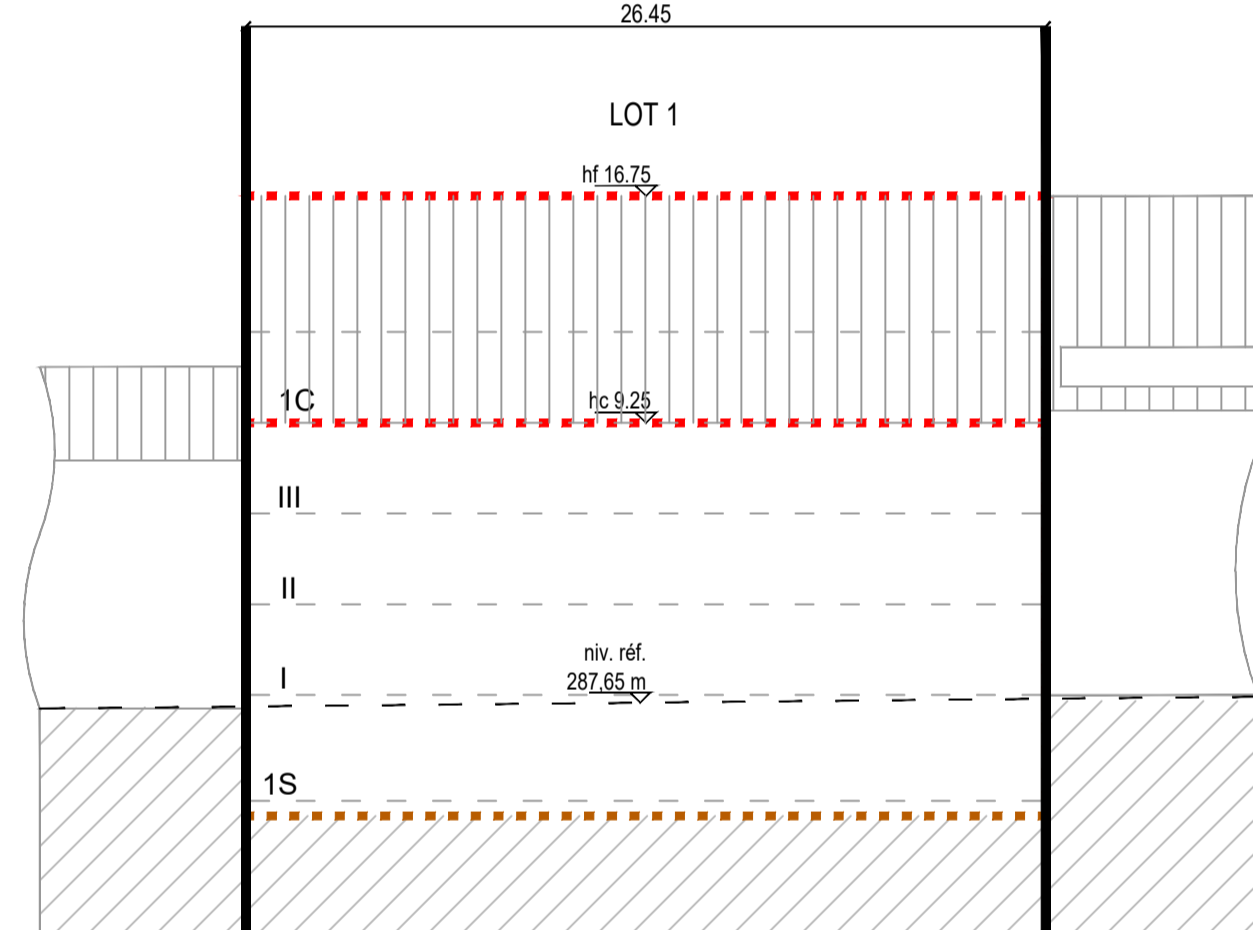 26.45
LOT 1
hf 16.75
1C
hc 9.25
III
II
niv. réf.
I
287,65 m
1S